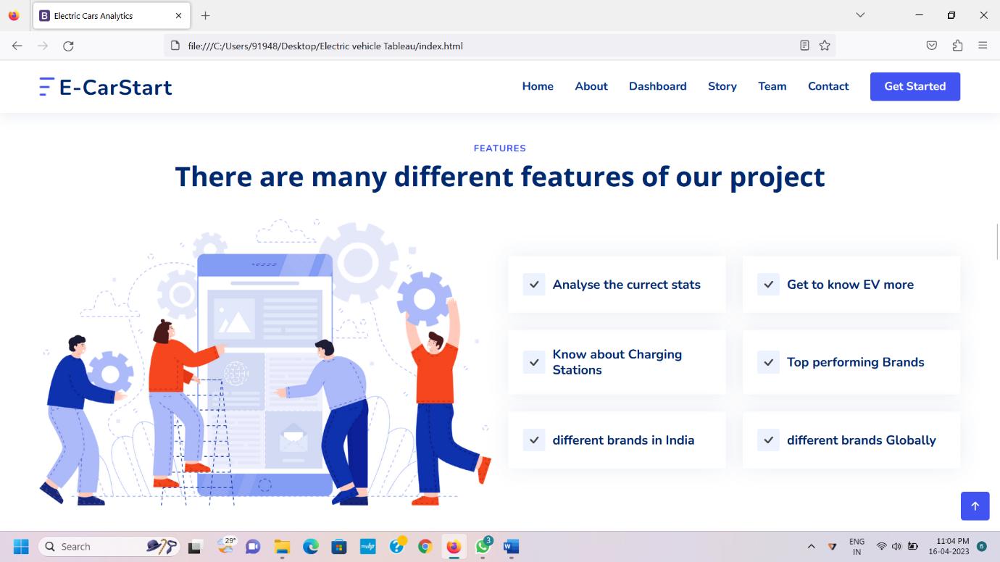 B Electric Cars Analytics
file:///C:/Users/91948/Desktop/Electric vehicle Tableau/index.html
E-CarStart
Home About Dashboard Story Team Contact Get Started
FEATURES
There are many different features of our project
Analyse the currect stats
Get to know EV more
Know about Charging
Stations
Top performing Brands
different brands in India
different brands Globally
Search
29°
myhp
?
3
W
ENG
IN
11:04 PM
16-04-2023
6